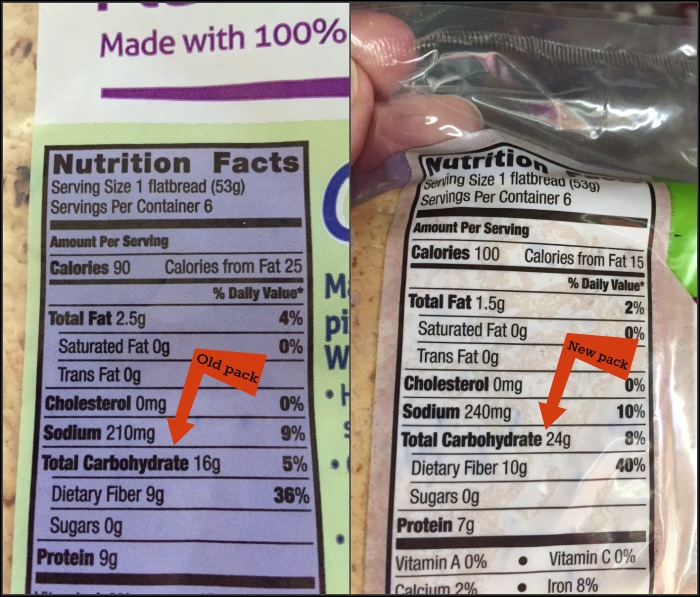 Made with 100%
Nutrition Facts
Serving Size 1 flatbread (53g)
Servings Per Container 6
Amount Per Serving
Calories 90 Calories from Fat 25
% Daily Value*
Total Fat 2.5g 4%
Saturated Fat 0g 0%
Trans Fat 0g
Old pack
Cholesterol 0mg 0%
Sodium 210mg 9%
Total Carbohydrate 16g 5%
Dietary Fiber 9g 36%
Sugars 0g
Protein 9g
Nutrition
Serving Size 1 flatbread (53g)
Servings Per Container 6
Amount Per Serving
Calories 100 Calories from Fat 15
% Daily Value*
Total Fat 1.5g 2%
Saturated Fat 0g 0%
Trans Fat 0g
New pack
Cholesterol 0mg 0%
Sodium 240mg 10%
Total Carbohydrate 24g 8%
Dietary Fiber 10g 40%
Sugars 0g
Protein 7g
Vitamin A 0% • Vitamin C 0%
Calcium 2% • Iron 8%